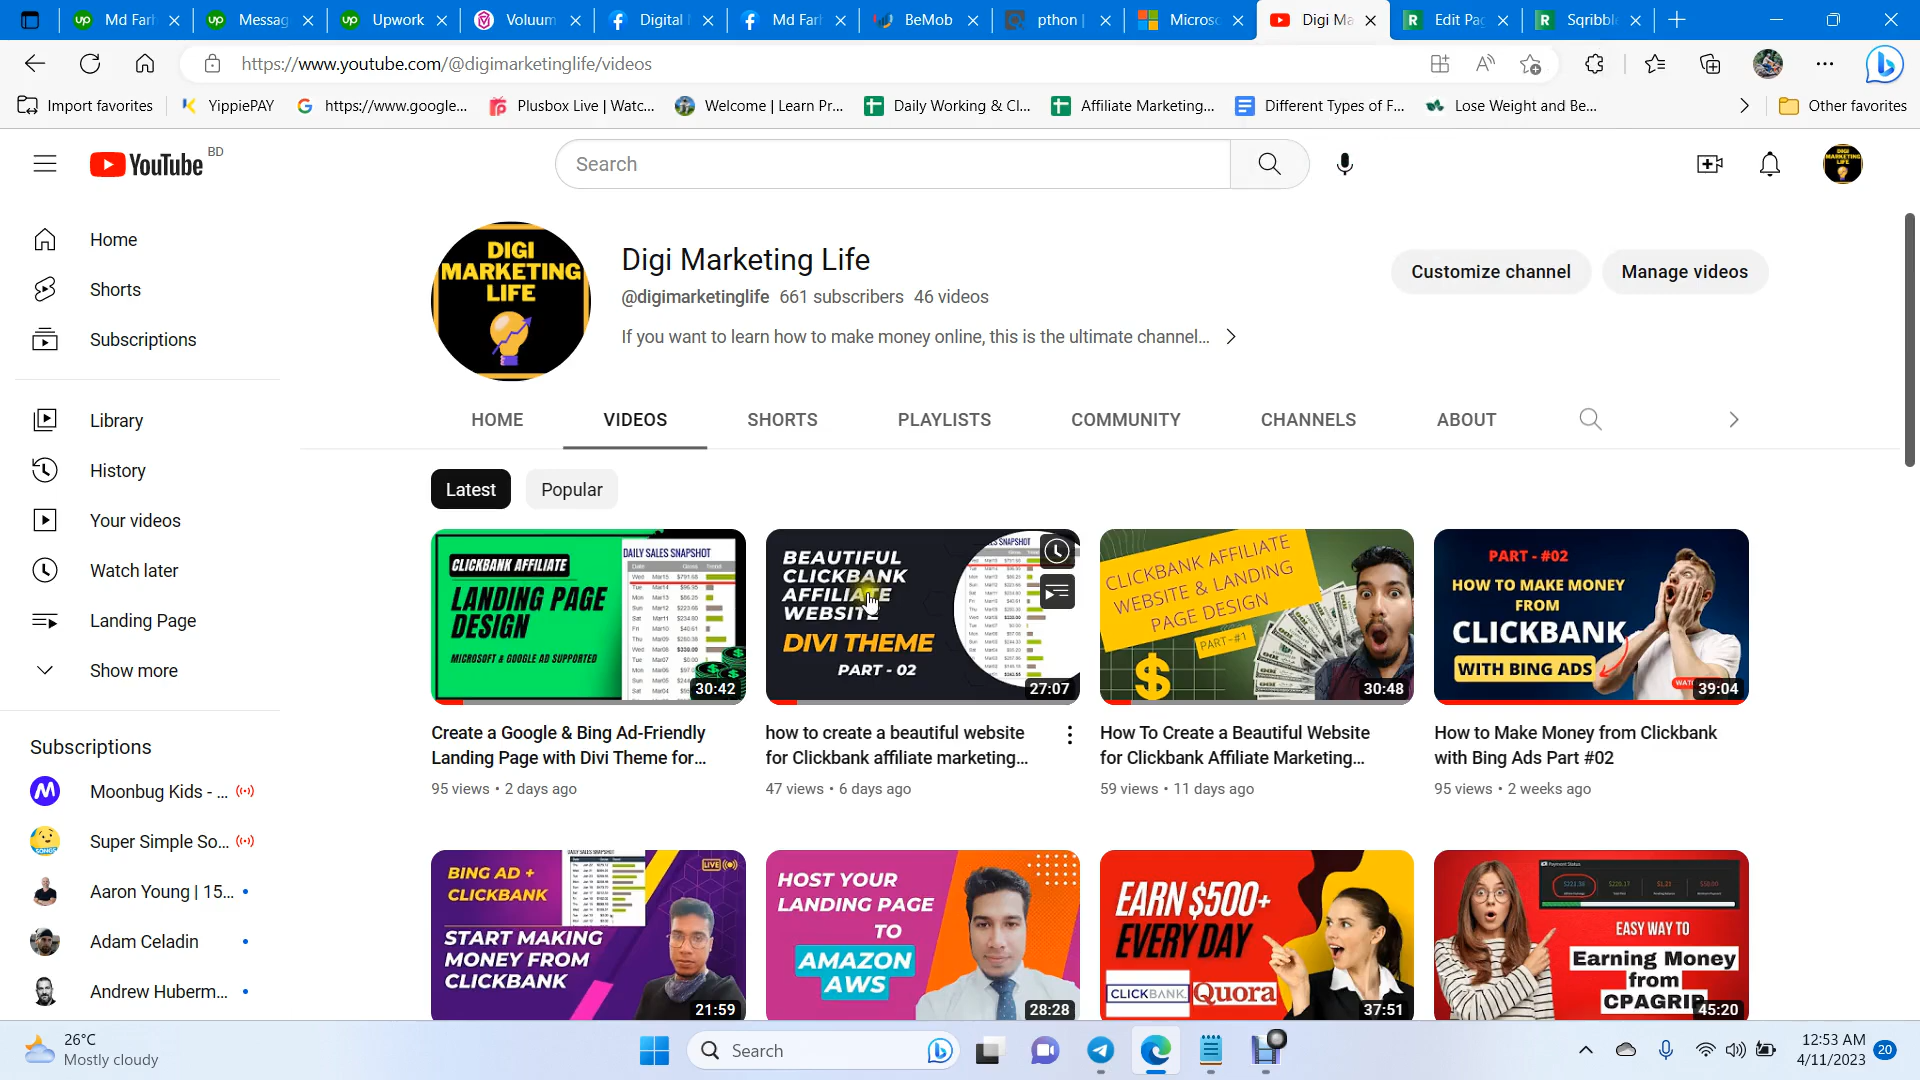 Md Farh
Messag
Upwork
Voluum
Digital
Md Farh
BeMob
pthon |
Microso
Digi Ma
Edit Pag
Sqribble
https://www.youtube.com/@digimarketinglife/videos
Import favorites
YippiePAY
https://www.google...
Plusbox Live | Watc...
Welcome | Learn Pr...
Daily Working & Cl...
Affiliate Marketing...
Different Types of F...
Lose Weight and Be...
Other favorites
YouTube BD
Search
Home
Shorts
Subscriptions
Library
History
Your videos
Watch later
Landing Page
Show more
Subscriptions
Moonbug Kids - ...
Super Simple So...
Aaron Young | 15...
Adam Celadin
Andrew Huberm...
DIGI
MARKETING
LIFE
Digi Marketing Life
@digimarketinglife 661 subscribers 46 videos
If you want to learn how to make money online, this is the ultimate channel...
Customize channel
Manage videos
HOME
VIDEOS
SHORTS
PLAYLISTS
COMMUNITY
CHANNELS
ABOUT
Latest
Popular
CLICKBANK AFFILIATE
LANDING PAGE
DESIGN
MICROSOFT & GOOGLE AD SUPPORTED
DAILY SALES SNAPSHOT
30:42
Create a Google & Bing Ad-Friendly
Landing Page with Divi Theme for...
95 views • 2 days ago
BEAUTIFUL
CLICKBANK
AFFILIATE
WEBSITE
DIVI THEME
PART - 02
27:07
how to create a beautiful website
for Clickbank affiliate marketing...
47 views • 6 days ago
CLICKBANK AFFILIATE
WEBSITE & LANDING
PAGE DESIGN
PART-#1
30:48
How To Create a Beautiful Website
for Clickbank Affiliate Marketing...
59 views • 11 days ago
PART - #02
HOW TO MAKE MONEY
FROM
CLICKBANK
WITH BING ADS
39:04
How to Make Money from Clickbank
with Bing Ads Part #02
95 views • 2 weeks ago
BING AD +
CLICKBANK
LIVE
START MAKING
MONEY FROM
CLICKBANK
21:59
HOST YOUR
LANDING PAGE
TO
AMAZON
AWS
28:28
EARN $500+
EVERY DAY
CLICKBANK
Quora
37:51
Payment Status
EASY WAY TO
Earning Money
from
CPAGRIP
45:20
26°C
Mostly cloudy
Search
12:53 AM
4/11/2023
20